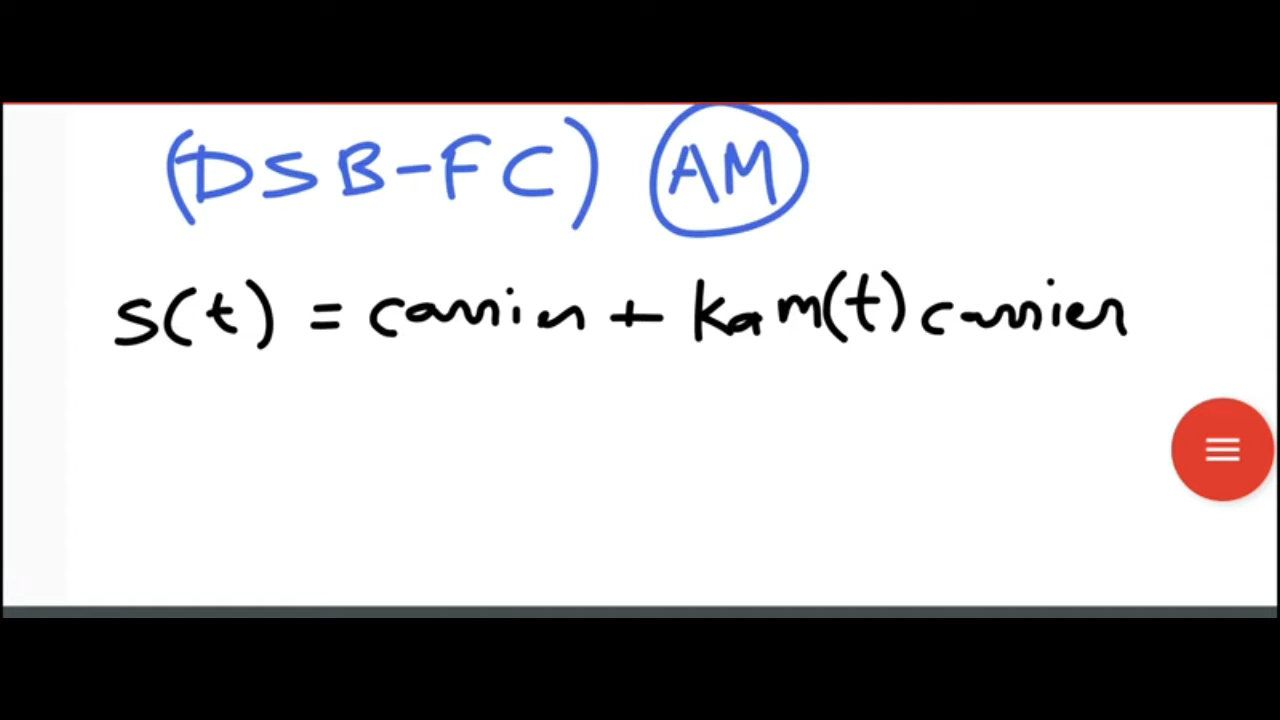 (DSB-FC) AM
s(t) = carrier + kam(t) carrier